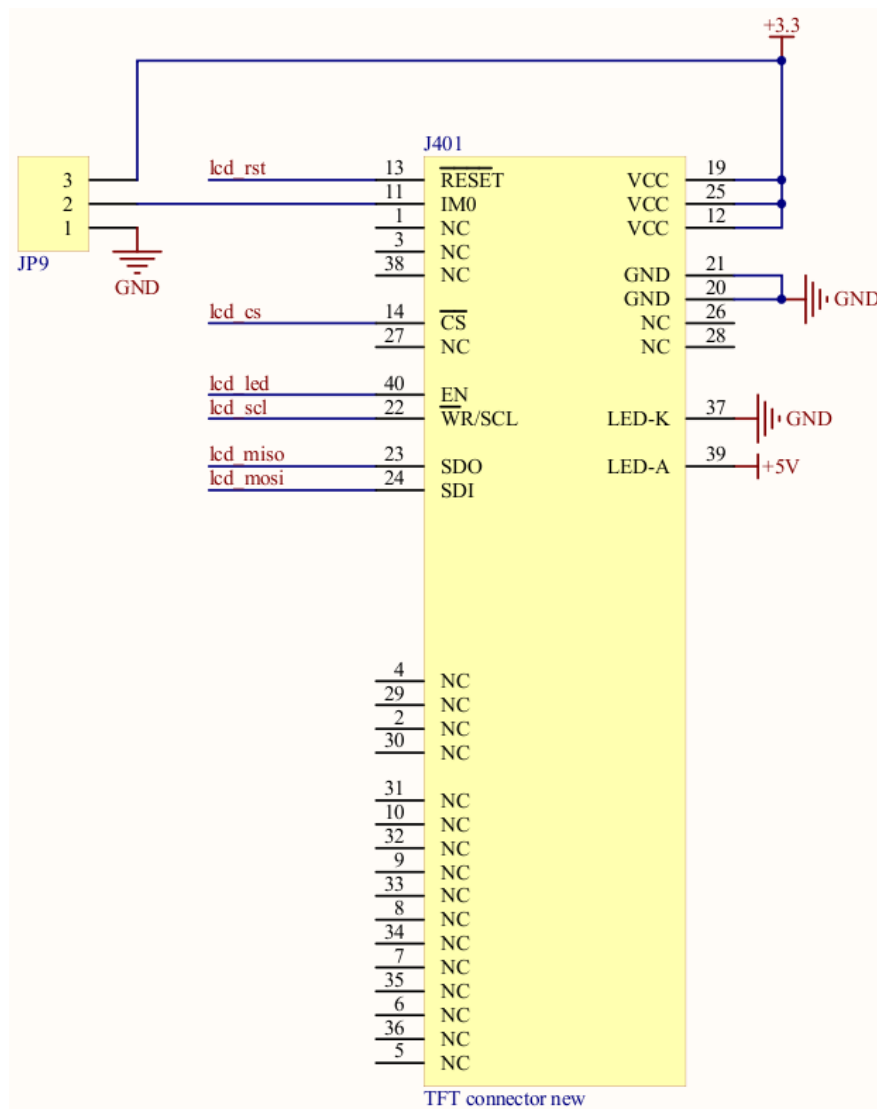 +3.3
J401
lcd_rst 13 RESET VCC 19
3
11 IM0 VCC 25
2
1 NC VCC 12
1
3 NC
JP9
38 NC GND 21
GND
GND 20 GND
lcd_cs 14 CS NC 26
27 NC NC 28
lcd_led 40 EN
lcd_scl 22 WR/SCL LED-K 37 GND
lcd_miso 23 SDO LED-A 39 +5V
lcd_mosi 24 SDI
4 NC
29 NC
2 NC
30 NC
31 NC
10 NC
32 NC
9 NC
33 NC
8 NC
34 NC
7 NC
35 NC
6 NC
36 NC
5 NC
TFT connector new